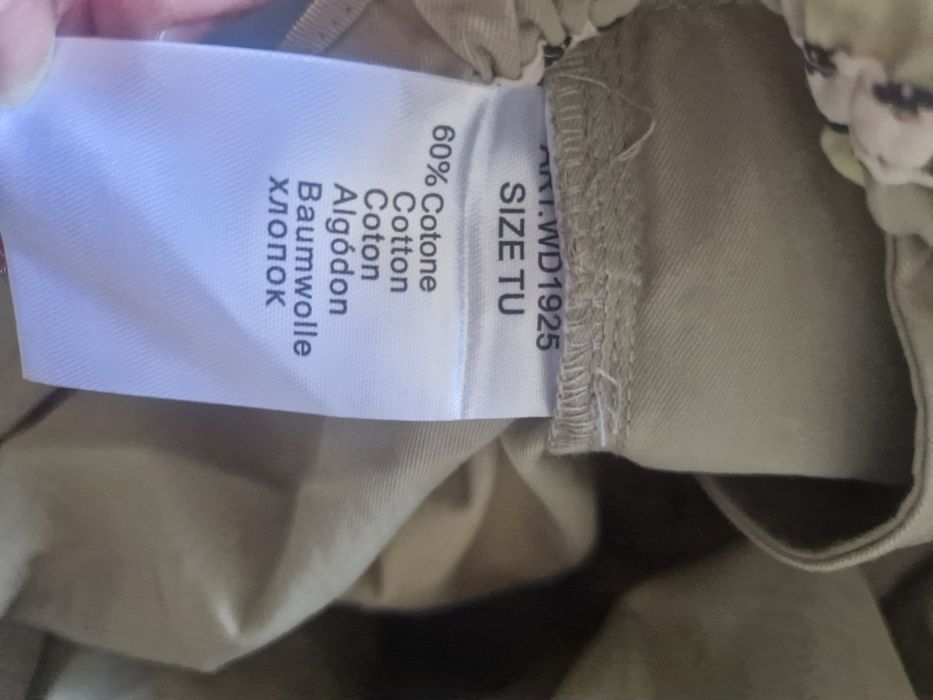 ART.WD1925
SIZE TU
60% Cotone
Cotton
Coton
Algódon
Baumwolle
хлопок